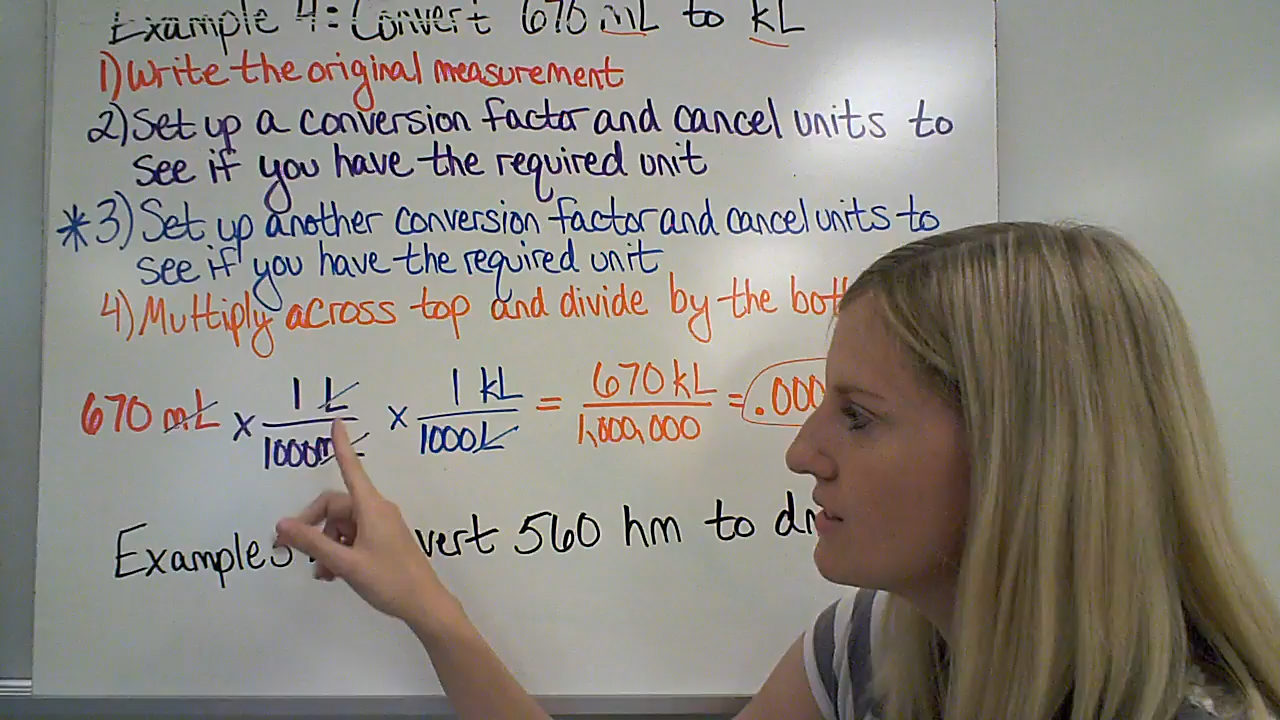 Example 4: Convert 670 mL to kL
1) Write the original measurement
2) Set up a conversion factor and cancel units to
see if you have the required unit
*3) Set up another conversion factor and cancel units to
see if you have the required unit
4) Multiply across top and divide by the bott
670 mL x 1 L / 1000 mL x 1 kL / 1000 L = 670 kL / 1,000,000 = .000
Example 5 vert 560 hm to d